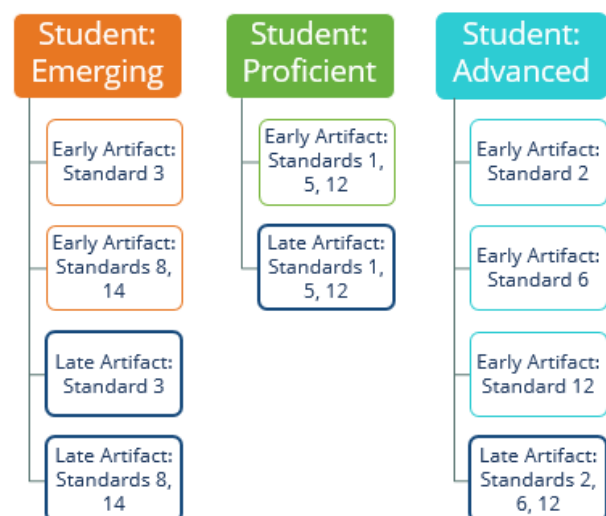 Student:
Emerging
Early Artifact:
Standard 3
Early Artifact:
Standards 8,
14
Late Artifact:
Standard 3
Late Artifact:
Standards 8,
14
Student:
Proficient
Early Artifact:
Standards 1,
5, 12
Late Artifact:
Standards 1,
5, 12
Student:
Advanced
Early Artifact:
Standard 2
Early Artifact:
Standard 6
Early Artifact:
Standard 12
Late Artifact:
Standards 2,
6, 12